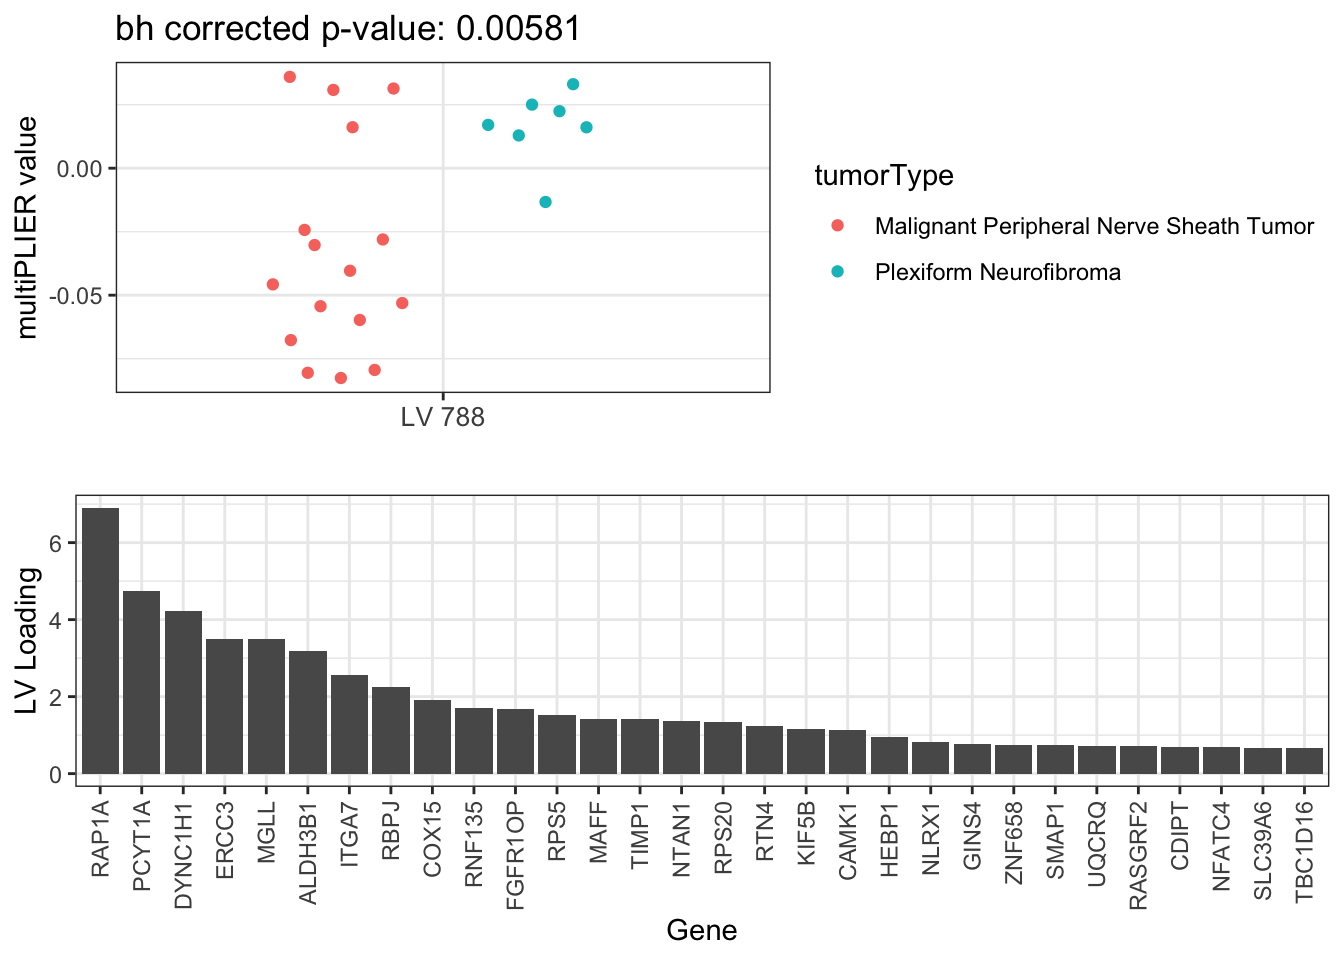 bh corrected p-value: 0.00581
multiPLIER value
0.00
-0.05
LV 788
tumorType
Malignant Peripheral Nerve Sheath Tumor
Plexiform Neurofibroma
LV Loading
6
4
2
0
RAP1A
PCYT1A
DYNC1H1
ERCC3
MGLL
ALDH3B1
ITGA7
RBPJ
COX15
RNF135
FGFR1OP
RPS5
MAFF
TIMP1
NTAN1
RPS20
RTN4
KIF5B
CAMK1
HEBP1
NLRX1
GINS4
ZNF658
SMAP1
UQCRQ
RASGRF2
CDIPT
NFATC4
SLC39A6
TBC1D16
Gene